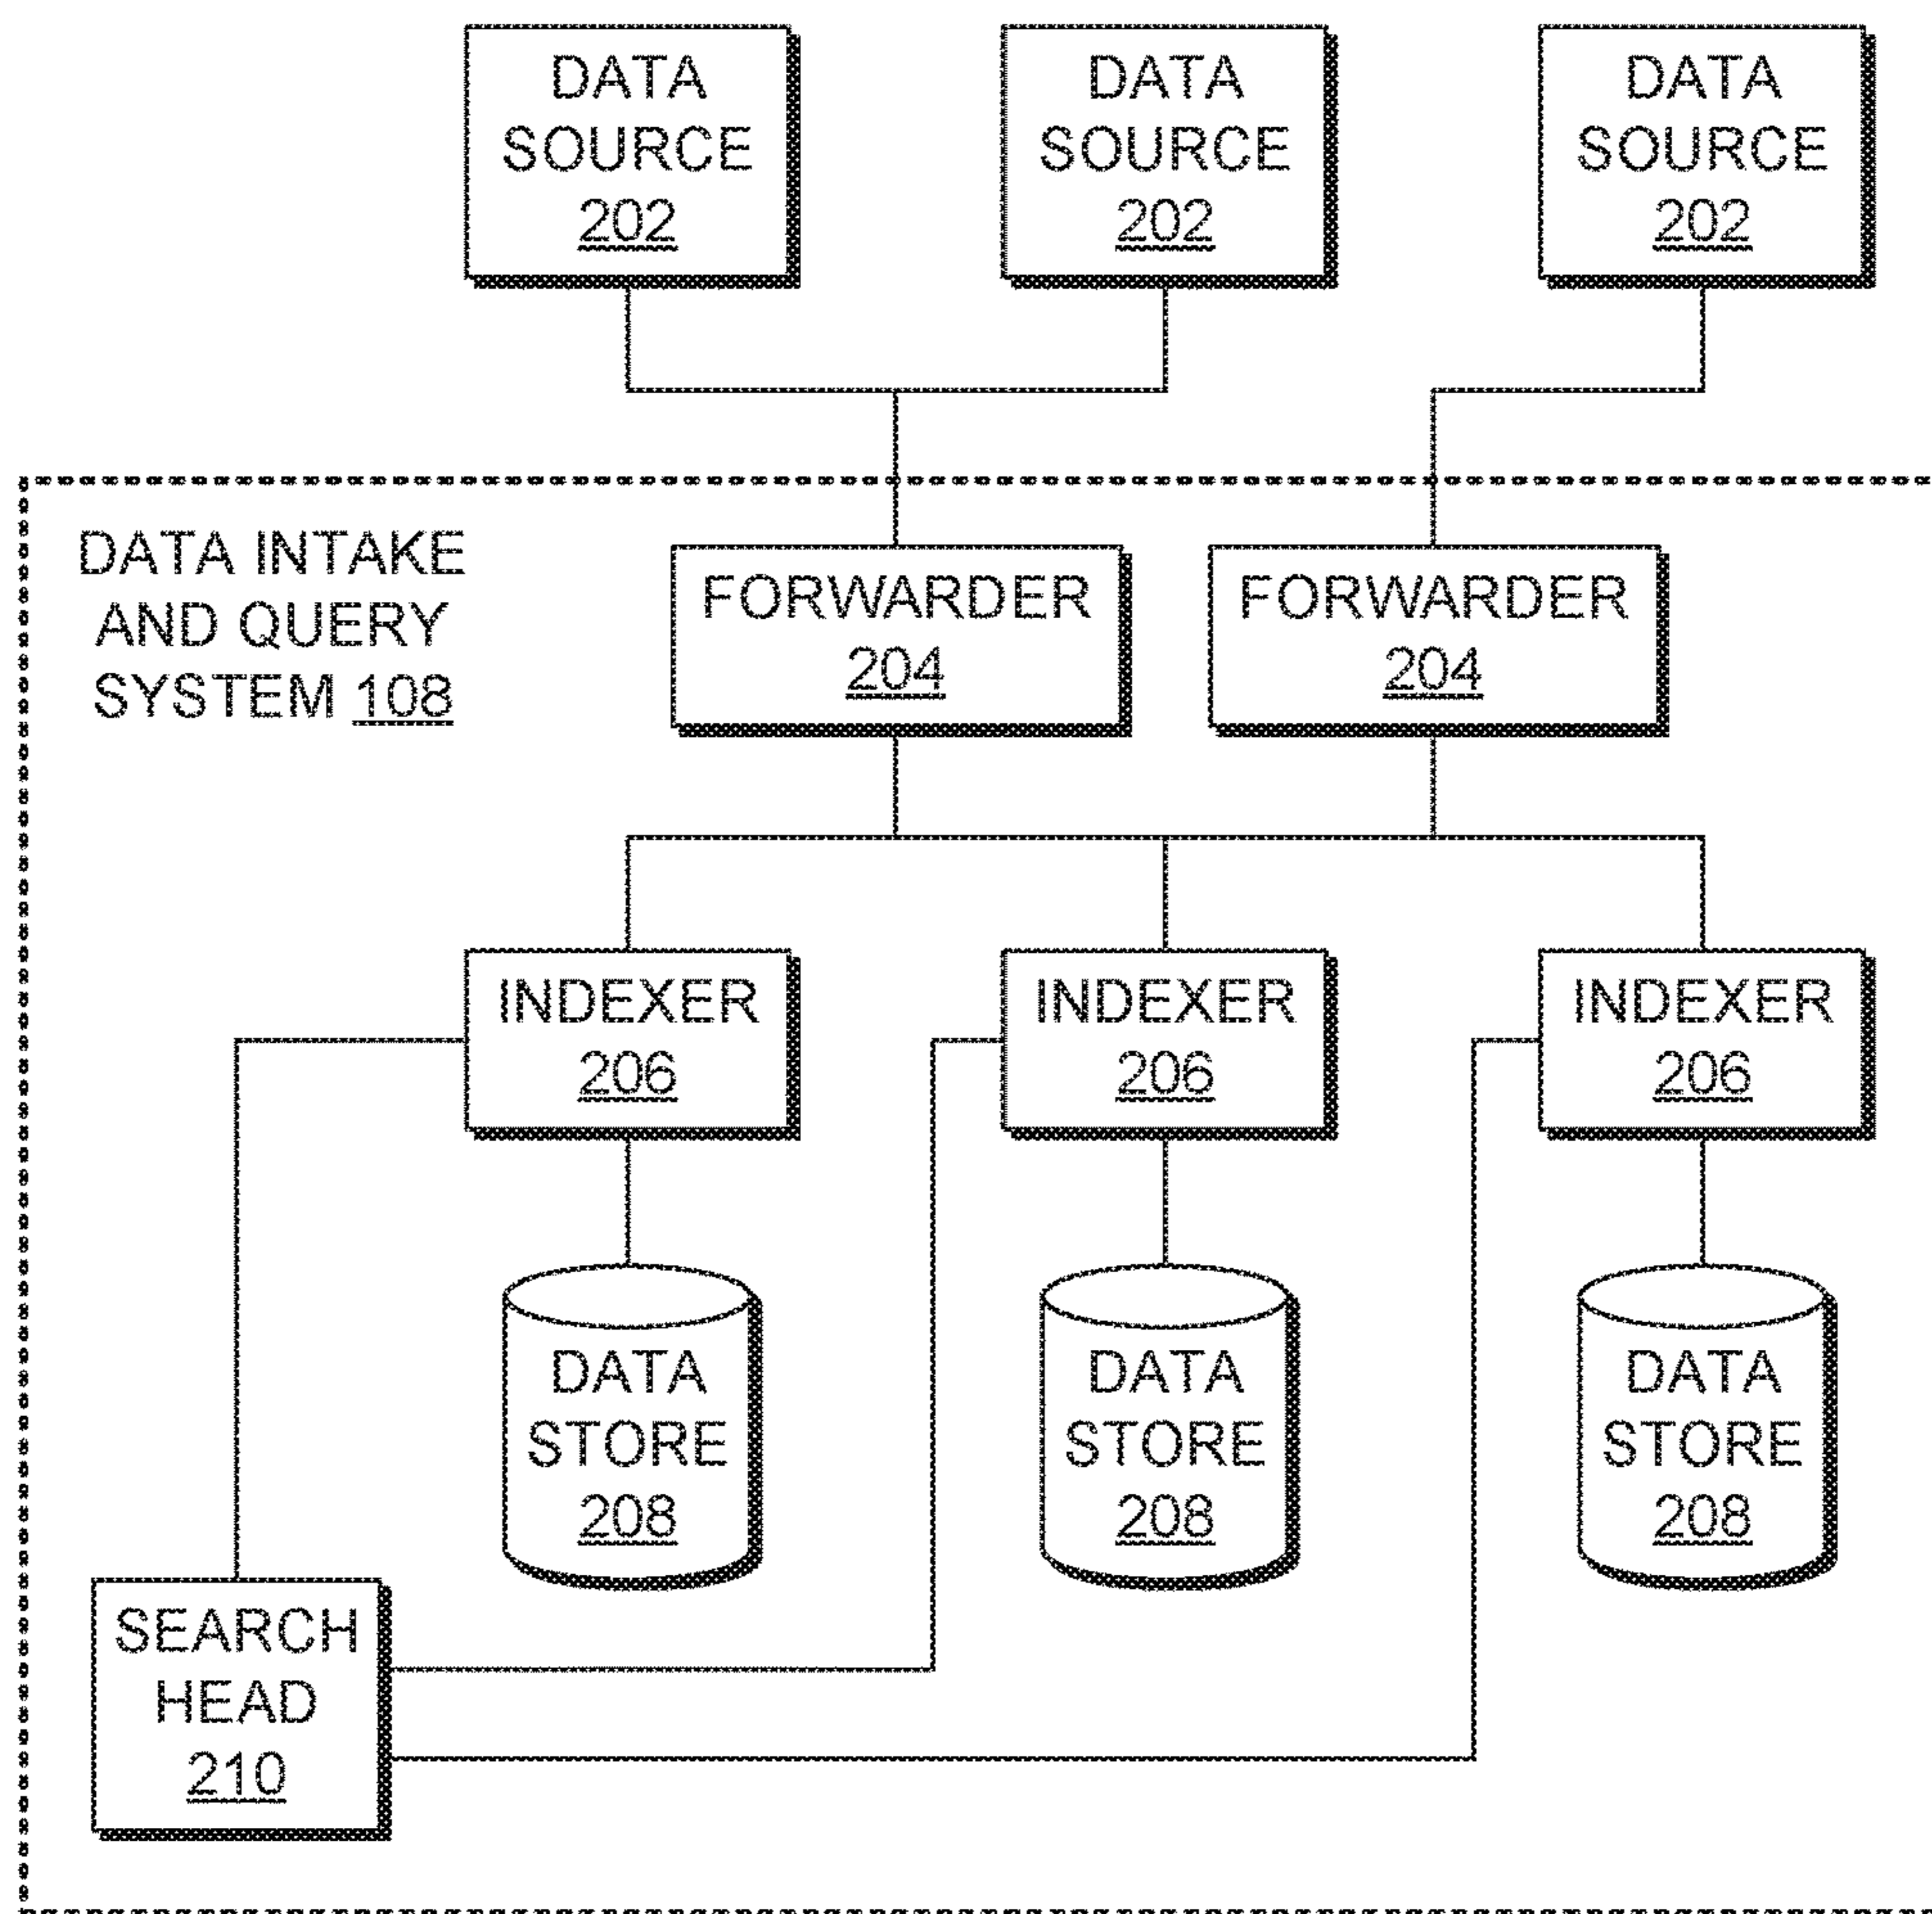 DATA
SOURCE
202
DATA
SOURCE
202
DATA
SOURCE
202
DATA INTAKE
AND QUERY
SYSTEM 108
FORWARDER
204
FORWARDER
204
INDEXER
206
INDEXER
206
INDEXER
206
DATA
STORE
208
DATA
STORE
208
DATA
STORE
208
SEARCH
HEAD
210